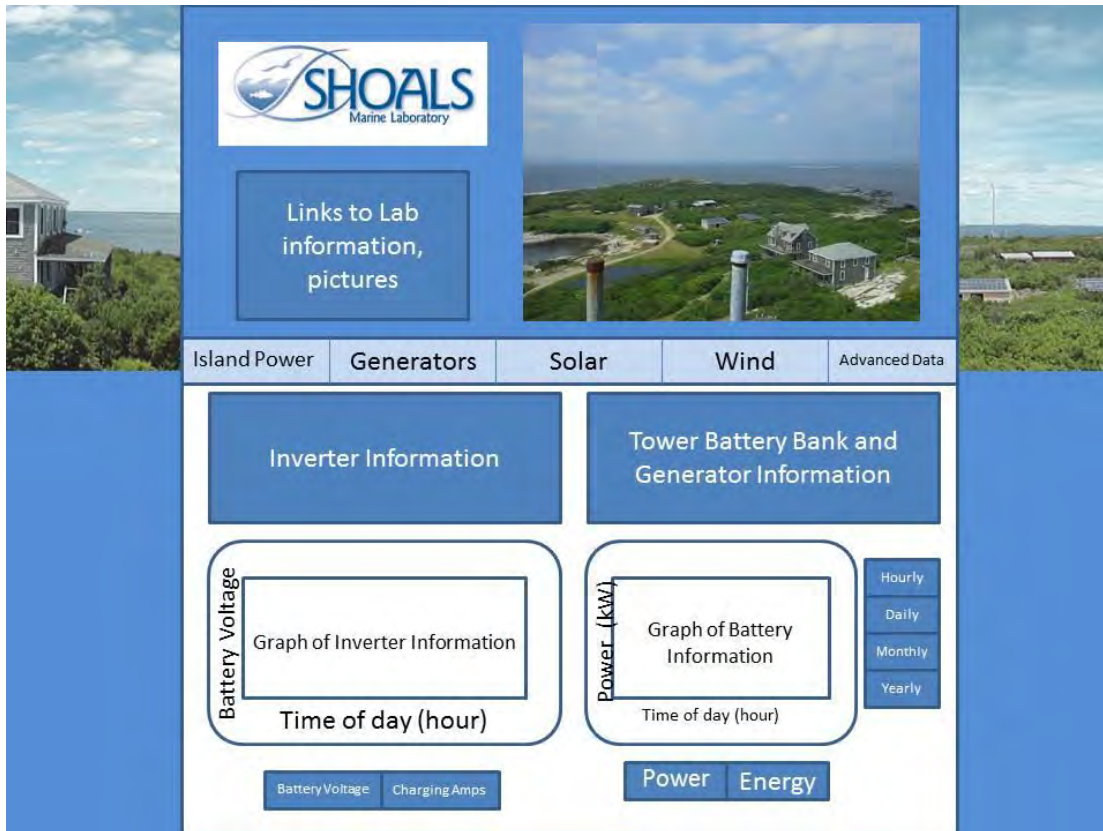 SHOALS
Marine Laboratory
Links to Lab
information,
pictures
Island Power
Generators
Solar
Wind
Advanced Data
Inverter Information
Tower Battery Bank and
Generator Information
Battery Voltage
Graph of Inverter Information
Time of day (hour)
Power (kW)
Graph of Battery
Information
Time of day (hour)
Hourly
Daily
Monthly
Yearly
Battery Voltage
Charging Amps
Power
Energy